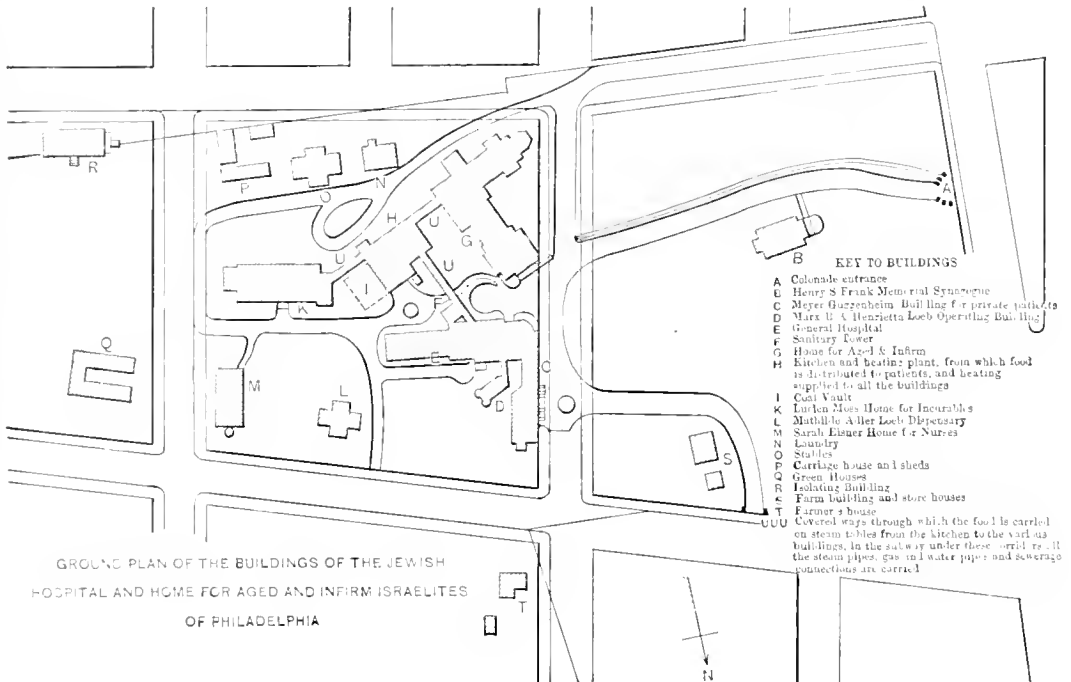 R
P
O
N
H
U
U
G
U
U
I
K
F
E
C
D
Q
M
L
A
B
S
T
N
KEY TO BUILDINGS
A Colonade entrance
B Henry S Frank Memorial Synagogue
C Meyer Guggenheim Building for private patients
D Marx B & Henrietta Loeb Operating Building
E General Hospital
F Sanitary Tower
G Home for Aged & Infirm
H Kitchen and heating plant, from which food
is distributed to patients, and heating
supplied to all the buildings
I Coal Vault
K Lucien Moss Home for Incurables
L Mathilde Adler Loeb Dispensary
M Sarah Eisner Home for Nurses
N Laundry
O Stables
P Carriage house and sheds
Q Green Houses
R Isolating Building
S Farm building and store houses
T Farmer s house
UUU Covered ways through which the food is carried
on steam tables from the kitchen to the various
buildings, in the subway under these corridors all
the steam pipes, gas and water pipes and sewerage
connections are carried
GROUND PLAN OF THE BUILDINGS OF THE JEWISH
HOSPITAL AND HOME FOR AGED AND INFIRM ISRAELITES
OF PHILADELPHIA